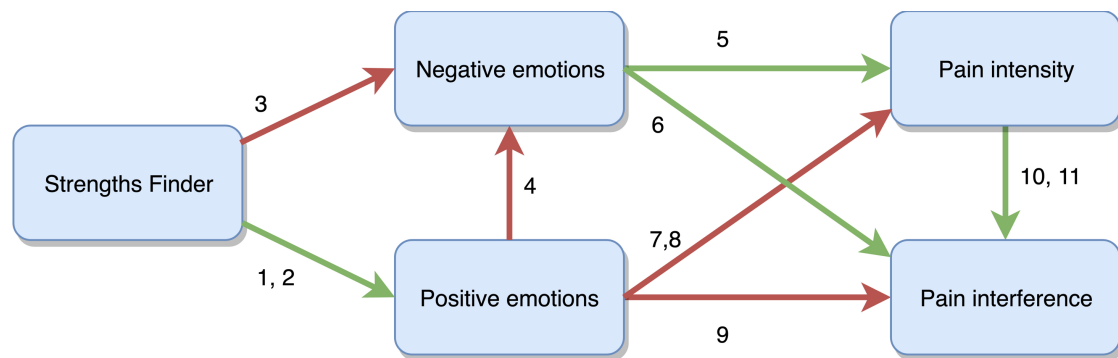 5
Negative emotions
Pain intensity
3
6
Strengths Finder
4
10, 11
7,8
1, 2
Positive emotions
Pain interference
9